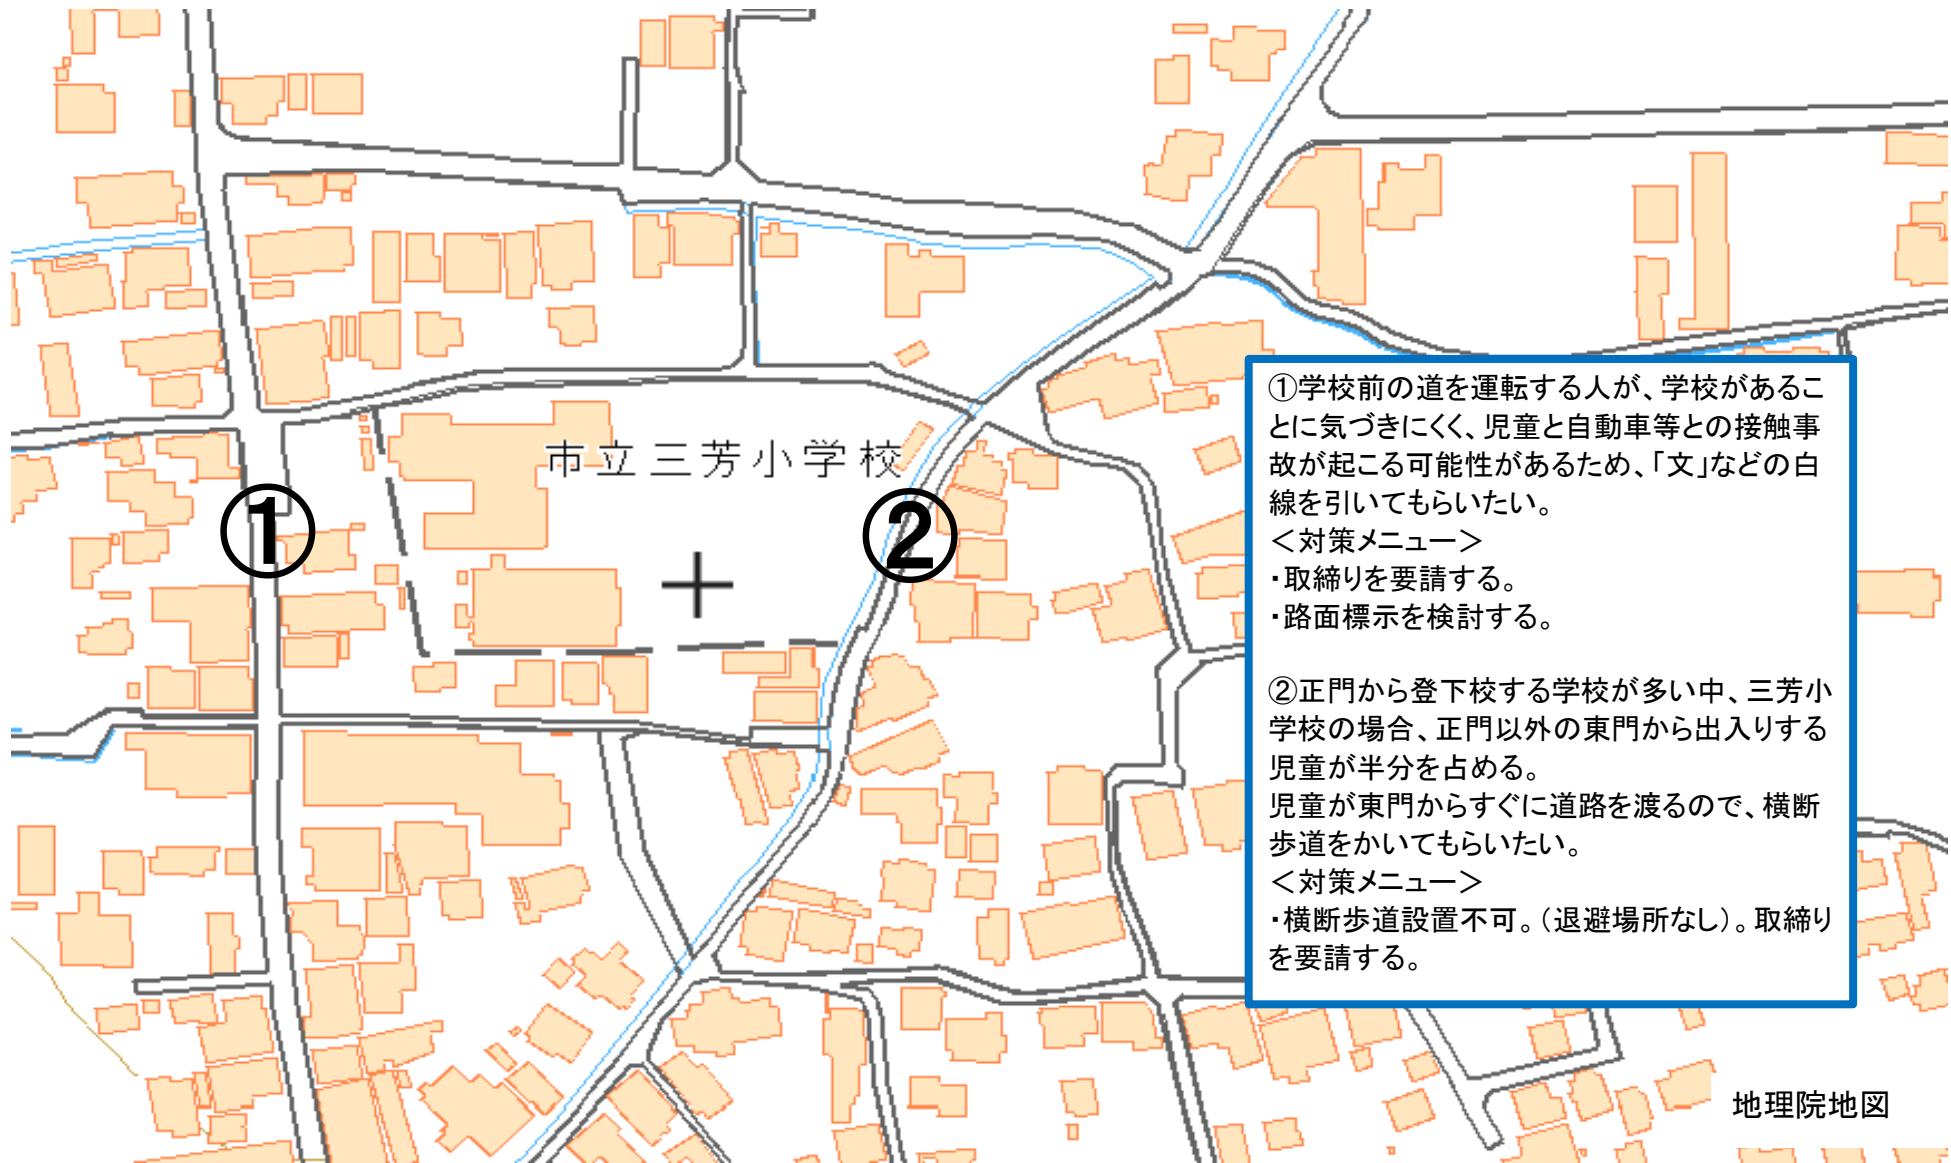 市立三芳小学校
①
②
①学校前の道を運転する人が、学校があるこ
とに気づきにくく、児童と自動車等との接触事
故が起こる可能性があるため、「文」などの白
線を引いてもらいたい。
＜対策メニュー＞
・取締りを要請する。
・路面標示を検討する。
②正門から登下校する学校が多い中、三芳小
学校の場合、正門以外の東門から出入りする
児童が半分を占める。
児童が東門からすぐに道路を渡るので、横断
歩道をかいてもらいたい。
＜対策メニュー＞
・横断歩道設置不可。（退避場所なし）。取締り
を要請する。
地理院地図